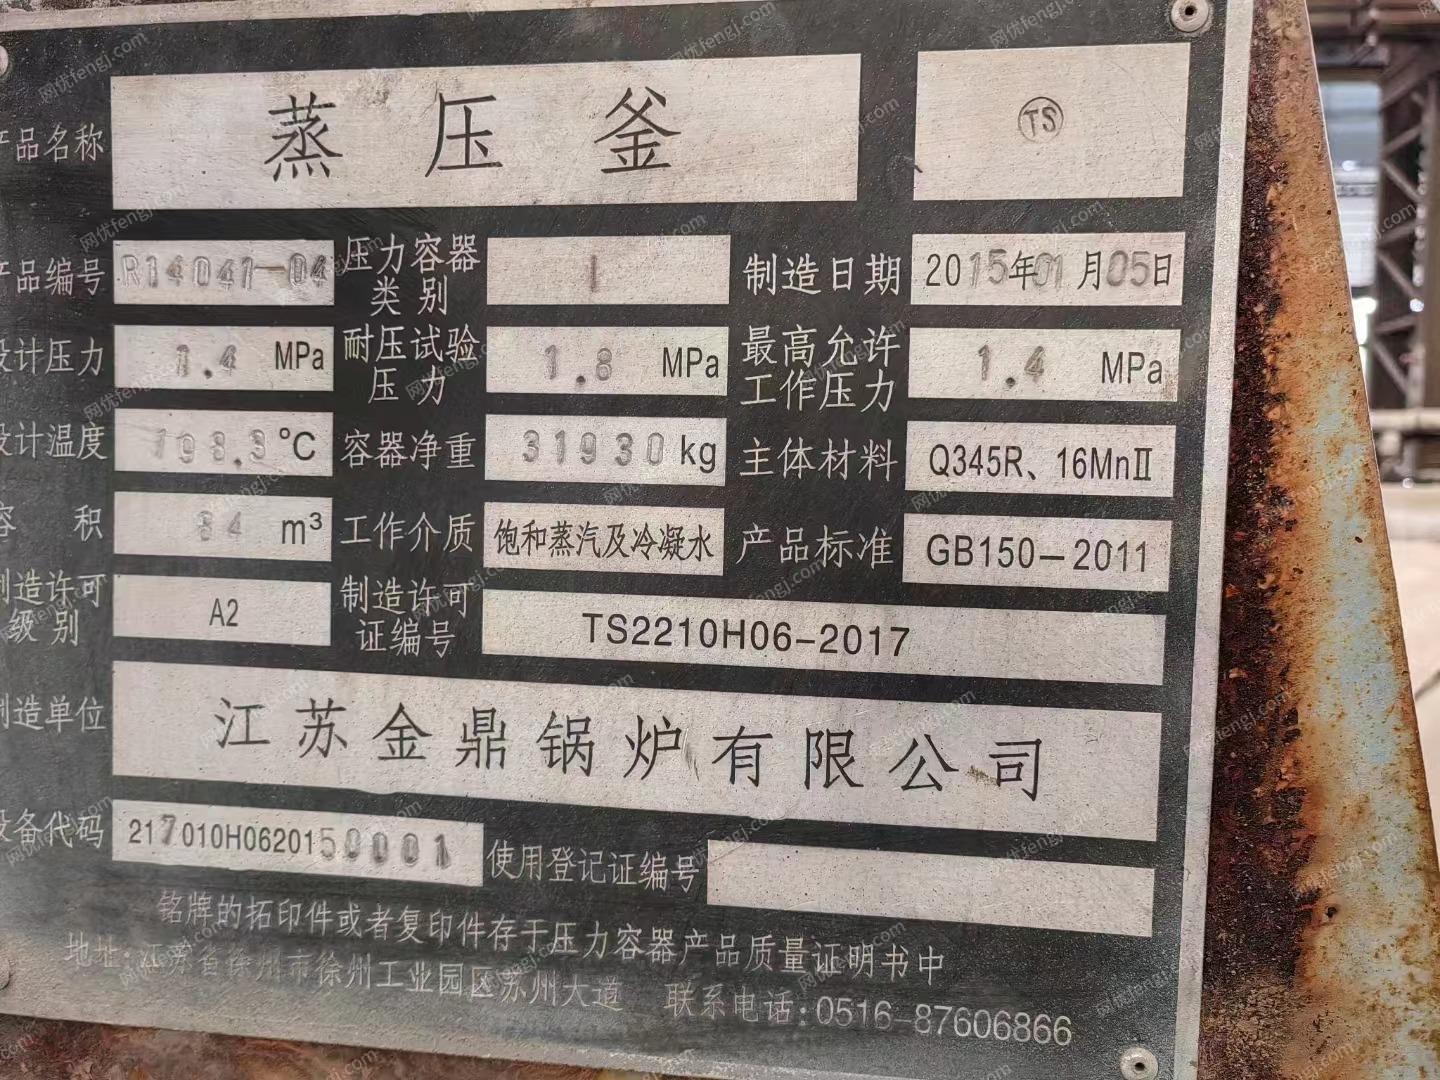 产品名称 蒸压釜 TS
产品编号 R14041-04 压力容器类别 I 制造日期 2015年01月05日
设计压力 1.4 MPa 耐压试验压力 1.8 MPa 最高允许工作压力 1.4 MPa
设计温度 198.3℃ 容器净重 31930kg 主体材料 Q345R、16MnⅡ
容积 84 m³ 工作介质 饱和蒸汽及冷凝水 产品标准 GB150-2011
制造许可级别 A2 制造许可证编号 TS2210H06-2017
制造单位 江苏金鼎锅炉有限公司
设备代码 217010H0620150001 使用登记证编号
铭牌的拓印件或者复印件存于压力容器产品质量证明书中
地址:江苏省徐州市徐州工业园区苏州大道 联系电话:0516-87606866
网优fengj.com